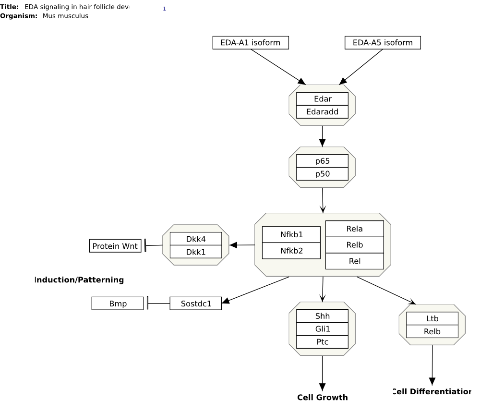 Title: EDA signaling in hair follicle dev
1
Organism: Mus musculus
EDA-A1 isoform
EDA-A5 isoform
Edar
Edaradd
p65
p50
Nfkb1
Nfkb2
Rela
Relb
Rel
Dkk4
Dkk1
Protein Wnt
Induction/Patterning
Bmp
Sostdc1
Shh
Gli1
Ptc
Ltb
Relb
Cell Growth
Cell Differentiation